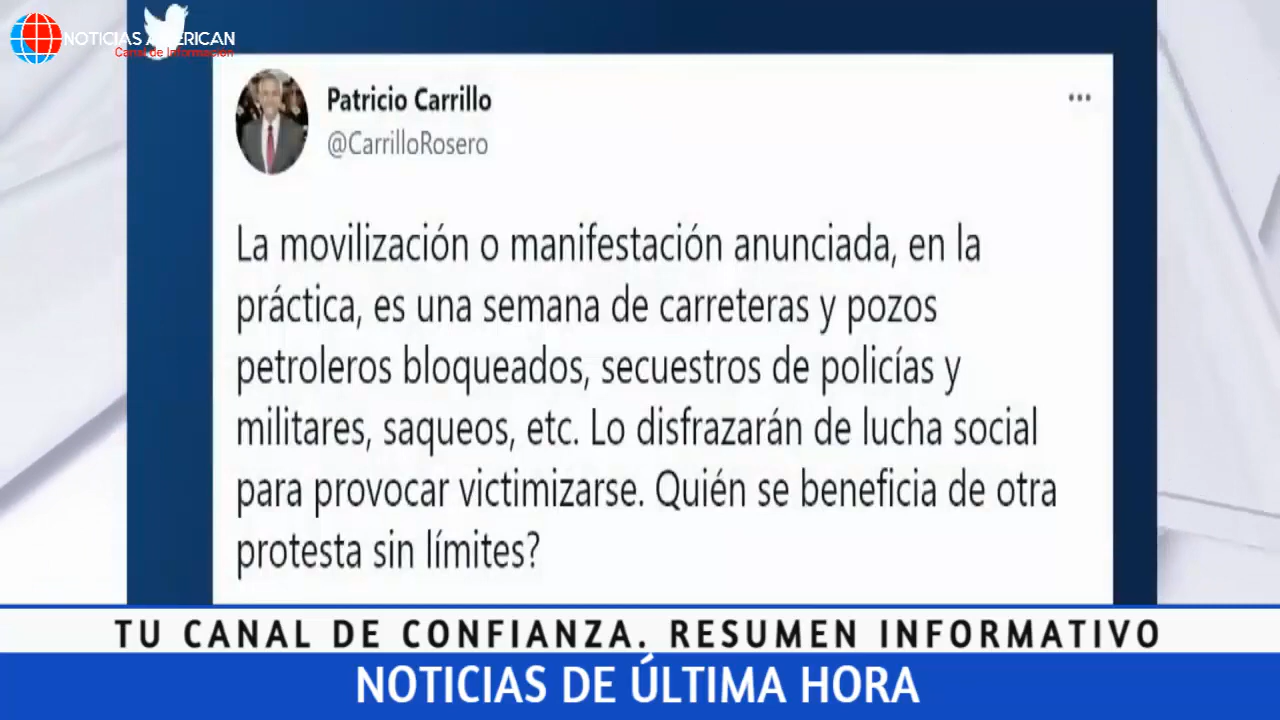 NOTICIAS AMERICAN
Canal de Información
Patricio Carrillo
@CarrilloRosero
La movilización o manifestación anunciada, en la
práctica, es una semana de carreteras y pozos
petroleros bloqueados, secuestros de policías y
militares, saqueos, etc. Lo disfrazarán de lucha social
para provocar victimizarse. Quién se beneficia de otra
protesta sin límites?
TU CANAL DE CONFIANZA. RESUMEN INFORMATIVO
NOTICIAS DE ÚLTIMA HORA